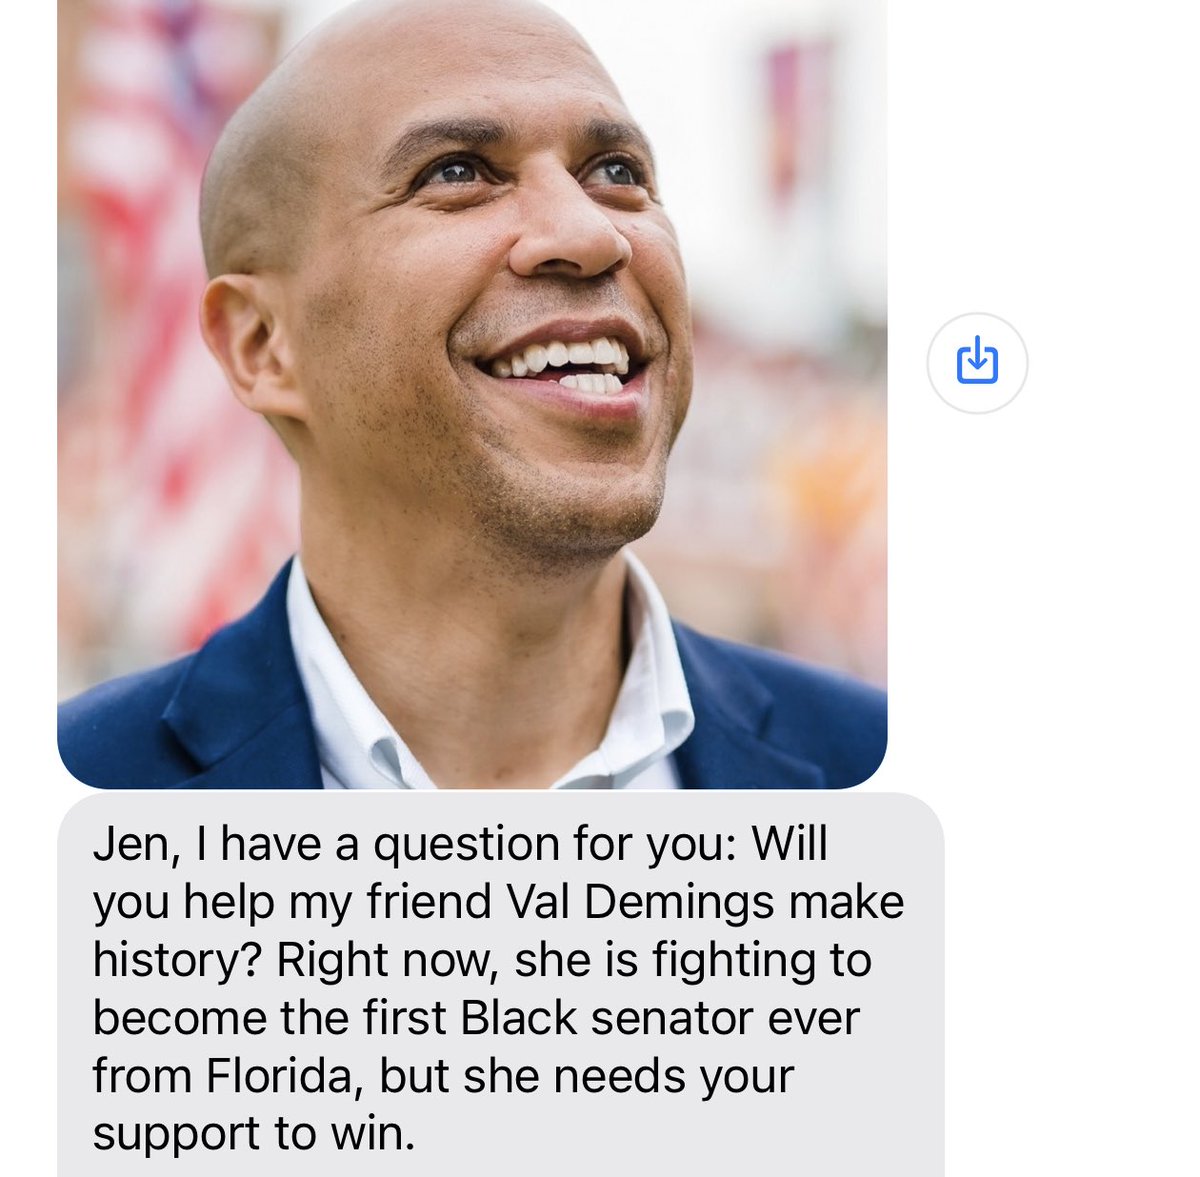 Jen, I have a question for you: Will
you help my friend Val Demings make
history? Right now, she is fighting to
become the first Black senator ever
from Florida, but she needs your
support to win.